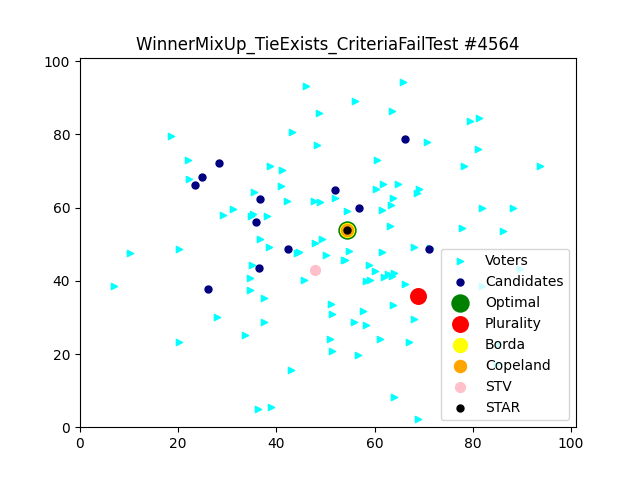 WinnerMixUp_TieExists_CriteriaFailTest #4564
100
80
60
40
20
0
0 20 40 60 80 100
Voters
Candidates
Optimal
Plurality
Borda
Copeland
STV
STAR